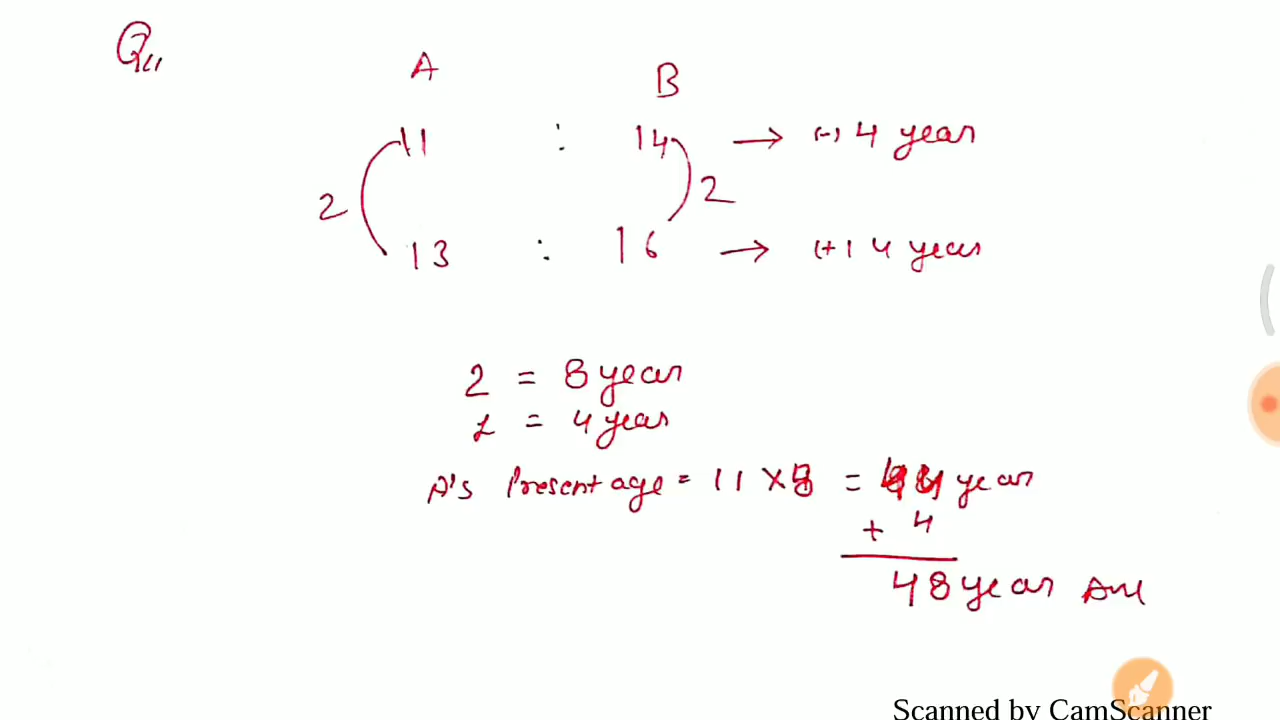 Q11
A B
11 : 14 → (-) 4 year
2 2
13 : 16 → (+) 4 year
2 = 8 year
1 = 4 year
A's Present age = 11 × 8 = 44 year
+ 4
48 year Ans
Scanned by CamScanner